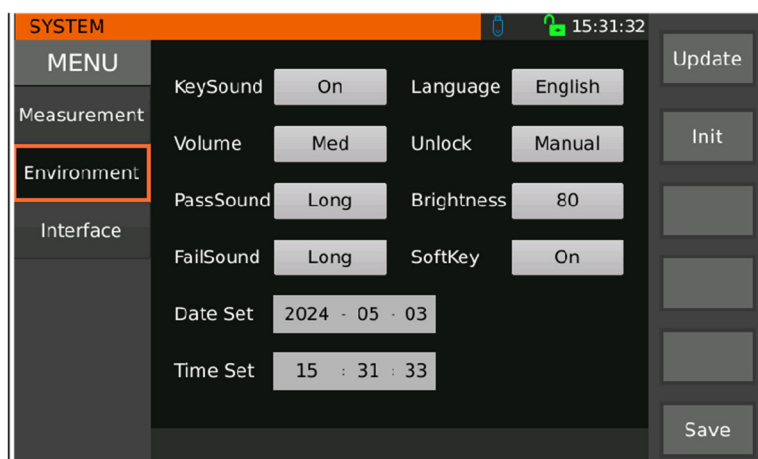 SYSTEM 15:31:32
MENU
Measurement
Environment
Interface
KeySound On Language English
Volume Med Unlock Manual
PassSound Long Brightness 80
FailSound Long SoftKey On
Date Set 2024 - 05 - 03
Time Set 15 : 31 : 33
Update
Init
Save